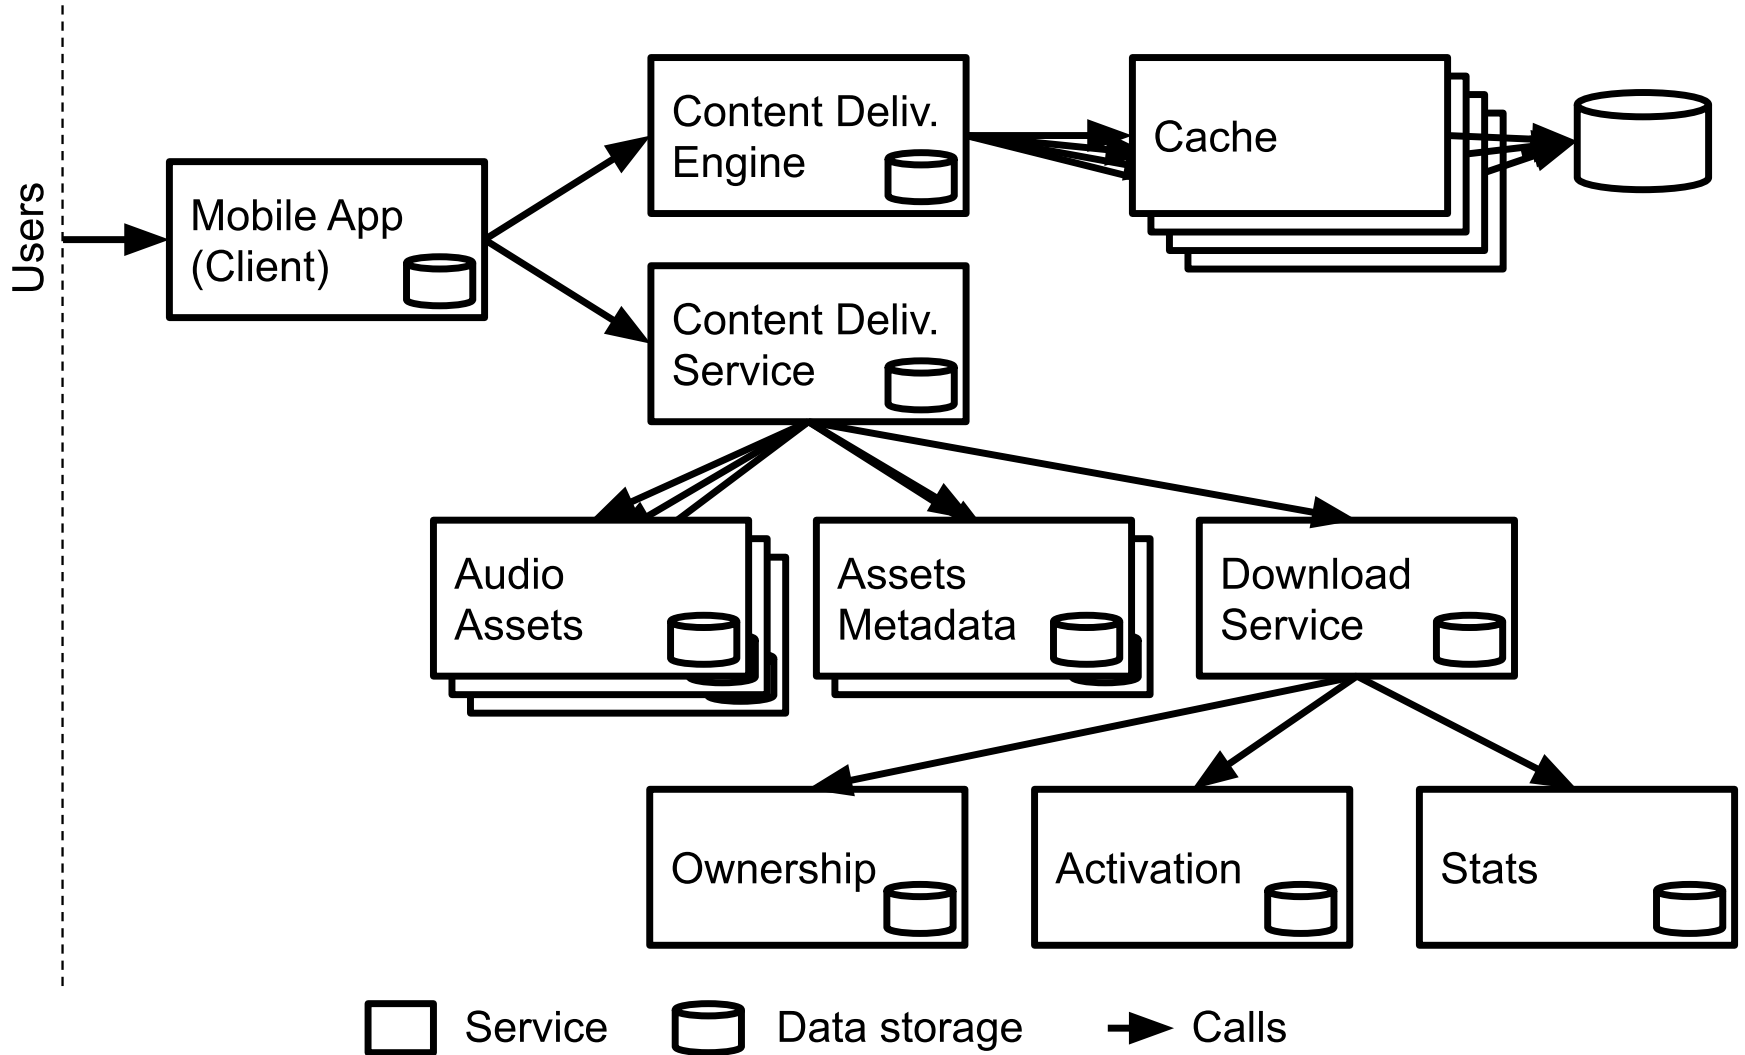 Users
Mobile App
(Client)
Content Deliv.
Engine
Cache
Content Deliv.
Service
Audio
Assets
Assets
Metadata
Download
Service
Ownership
Activation
Stats
Service
Data storage
Calls